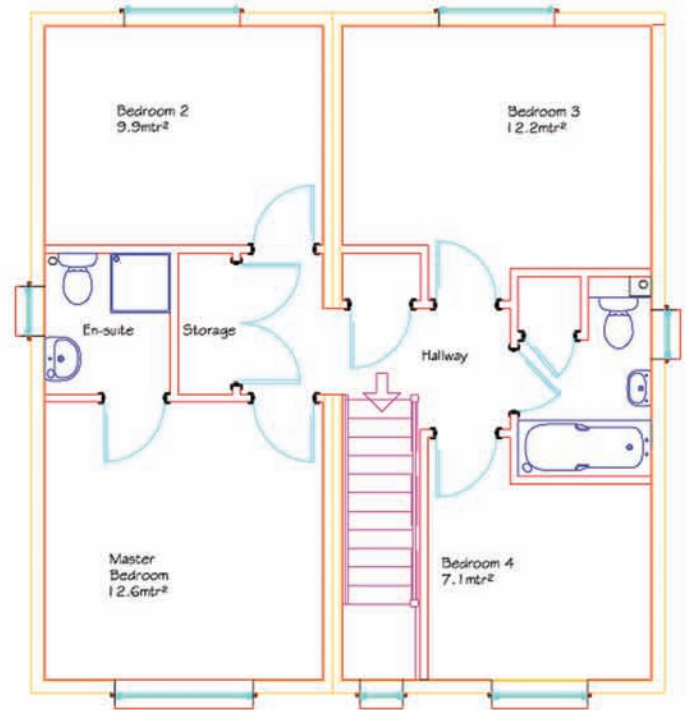 Bedroom 2
9.9mtr²
Bedroom 3
12.2mtr²
En-suite
Storage
Hallway
Master
Bedroom
12.6mtr²
Bedroom 4
7.1mtr²